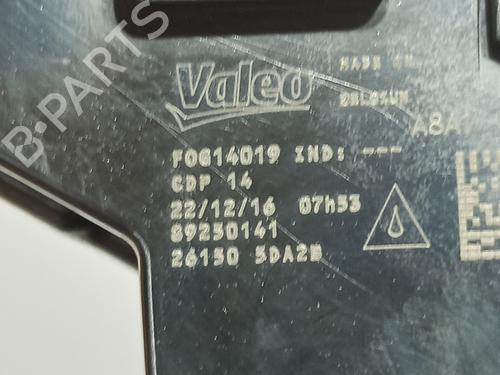 B-PARTS
Valeo
MADE IN
BELGIUM
A8A
F0G14019 IND: ---
CDP 14
22/12/16 07h53
89230141
26150 5DA2B